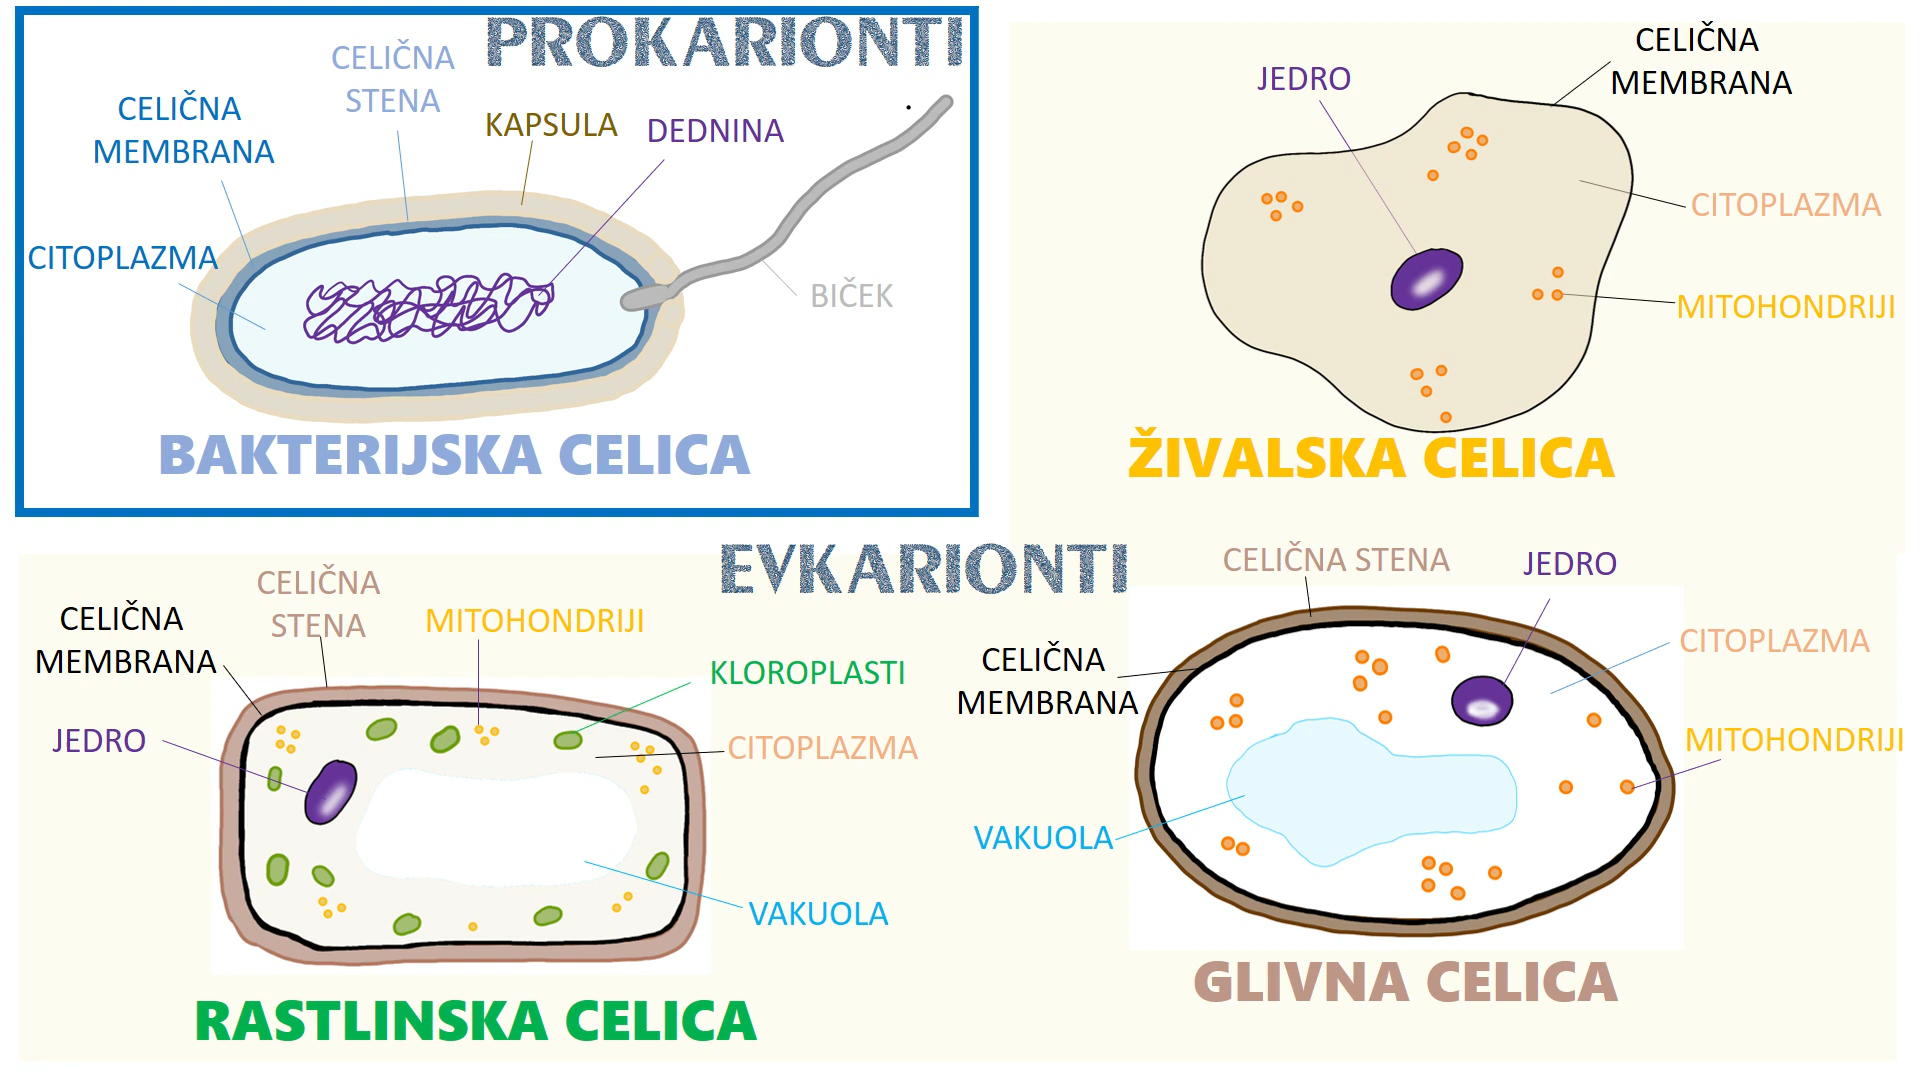 PROKARIONTI
CELIČNA
STENA
CELIČNA
MEMBRANA
KAPSULA
DEDNINA
CITOPLAZMA
BIČEK
BAKTERIJSKA CELICA
CELIČNA
MEMBRANA
JEDRO
CITOPLAZMA
MITOHONDRIJI
ŽIVALSKA CELICA
EVKARIONTI
CELIČNA
STENA
CELIČNA
MEMBRANA
MITOHONDRIJI
KLOROPLASTI
JEDRO
CITOPLAZMA
VAKUOLA
RASTLINSKA CELICA
CELIČNA STENA
JEDRO
CITOPLAZMA
CELIČNA
MEMBRANA
MITOHONDRIJI
VAKUOLA
GLIVNA CELICA